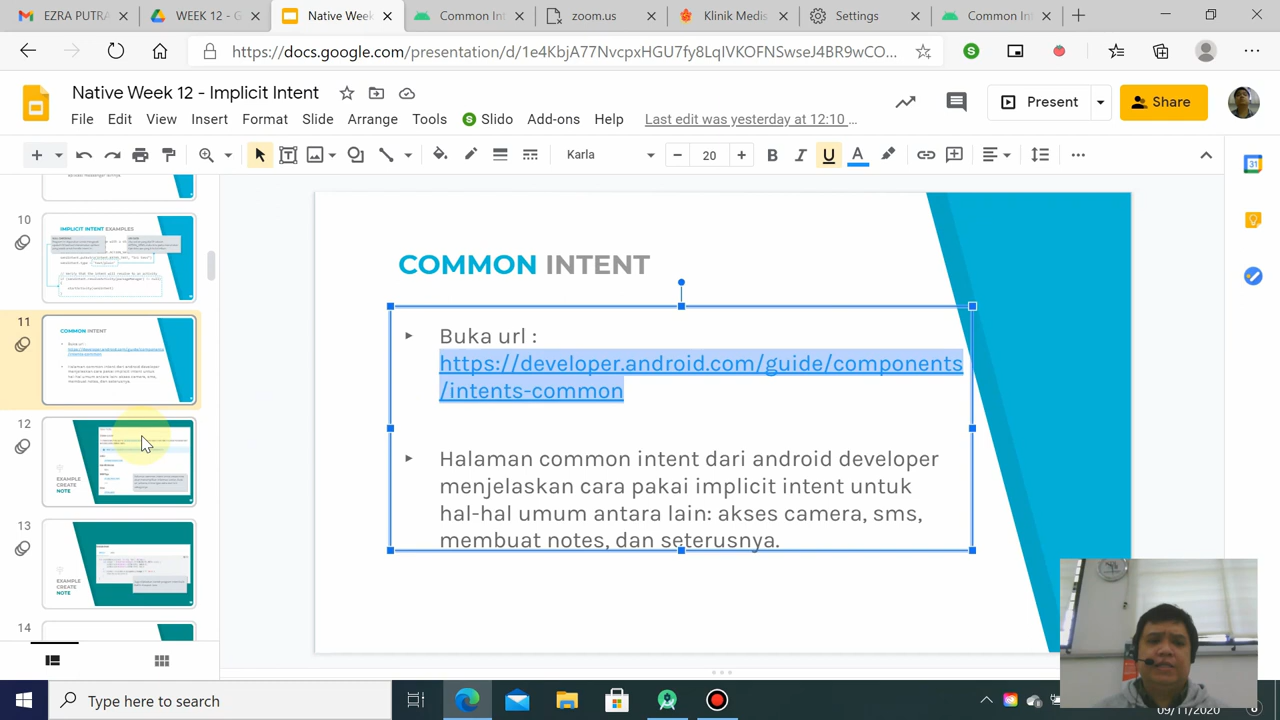 EZRA PUTRA
Native Week
zoom.us
Klinik Medis
Settings
Common Int
https://docs.google.com/presentation/d/1e4KbjA77NvcpxHGU7fy8LqIVKOFNSwseJ4BR9wCO...
Native Week 12 - Implicit Intent
Present
Share
File Edit View Insert Format Slide Arrange Tools Slido Add-ons Help Last edit was yesterday at 12:10 ...
Karla
20
10
IMPLICIT INTENT EXAMPLES
11
COMMON INTENT
12
EXAMPLE
CREATE
NOTE
13
EXAMPLE
CREATE
NOTE
14
COMMON INTENT
Buka url :
https://developer.android.com/guide/components
/intents-common
Halaman common intent dari android developer
menjelaskan cara pakai implicit intent untuk
hal-hal umum antara lain: akses camera, sms,
membuat notes, dan seterusnya.
31
Type here to search
09/11/2020